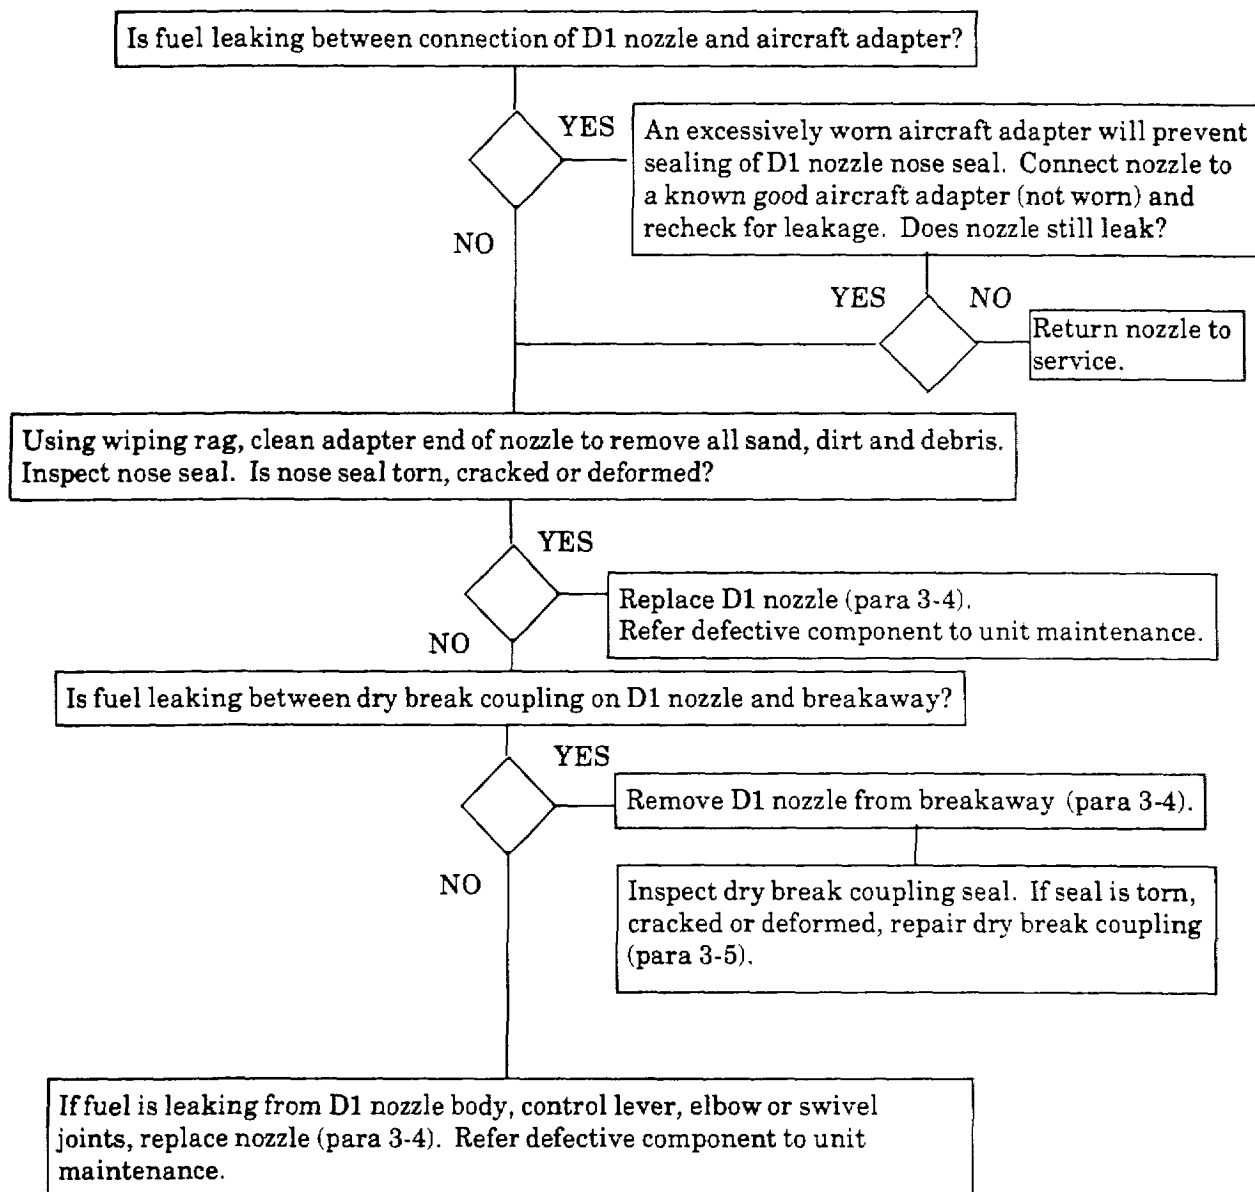 Is fuel leaking between connection of D1 nozzle and aircraft adapter?
YES
An excessively worn aircraft adapter will prevent
sealing of D1 nozzle nose seal. Connect nozzle to
a known good aircraft adapter (not worn) and
recheck for leakage. Does nozzle still leak?
NO
YES
NO
Return nozzle to
service.
Using wiping rag, clean adapter end of nozzle to remove all sand, dirt and debris.
Inspect nose seal. Is nose seal torn, cracked or deformed?
YES
Replace D1 nozzle (para 3-4).
Refer defective component to unit maintenance.
NO
Is fuel leaking between dry break coupling on D1 nozzle and breakaway?
YES
Remove D1 nozzle from breakaway (para 3-4).
NO
Inspect dry break coupling seal. If seal is torn,
cracked or deformed, repair dry break coupling
(para 3-5).
If fuel is leaking from D1 nozzle body, control lever, elbow or swivel
joints, replace nozzle (para 3-4). Refer defective component to unit
maintenance.